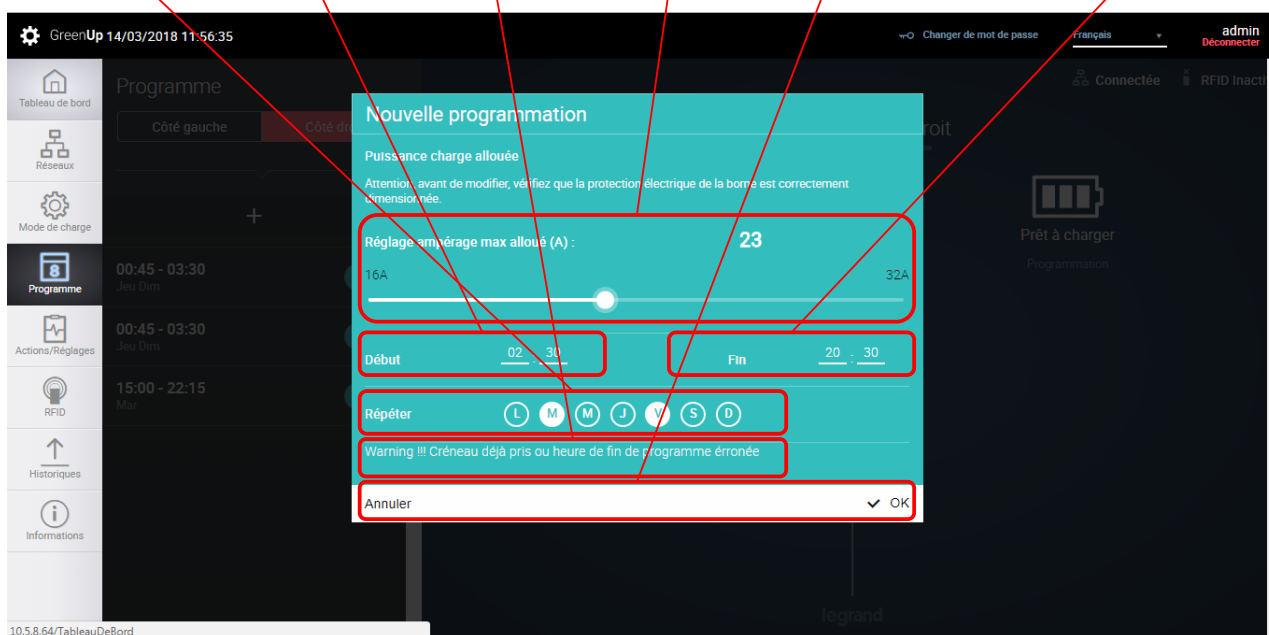 GreenUp 14/03/2018 11:56:35
Changer de mot de passe
Français
admin
Déconnecter
Tableau de bord
Réseaux
Mode de charge
8
Programme
Actions/Réglages
RFID
Historiques
Informations
Programme
Côté gauche
Côté dro
+
00:45 - 03:30
Jeu Dim
00:45 - 03:30
Jeu Dim
15:00 - 22:15
Mar
Connectée
RFID Inacti
roit
Prêt à charger
Programmation
Nouvelle programmation
Puissance charge allouée
Attention, avant de modifier, vérifiez que la protection électrique de la borne est correctement
dimensionnée.
Réglage ampérage max alloué (A) : 23
16A 32A
Début 02 : 30 Fin 20 : 30
Répéter L M M J V S D
Warning !!! Créneau déjà pris ou heure de fin de programme érronée
Annuler OK
legrand
10.5.8.64/TableauDeBord